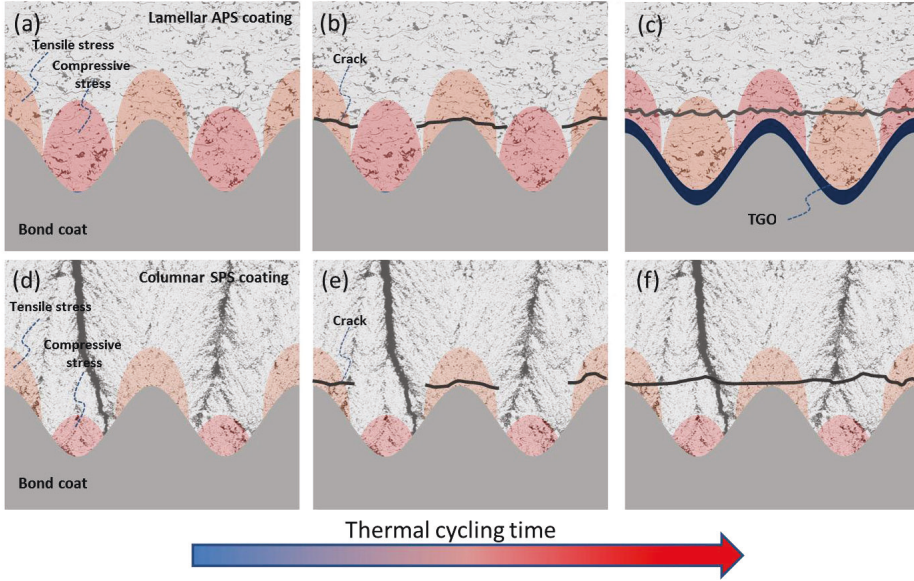 (a)
Lamellar APS coating
Tensile stress
Compressive
stress
Bond coat
(b)
Crack
(c)
TGO
(d)
Columnar SPS coating
Tensile stress
Compressive
stress
Bond coat
(e)
Crack
(f)
Thermal cycling time